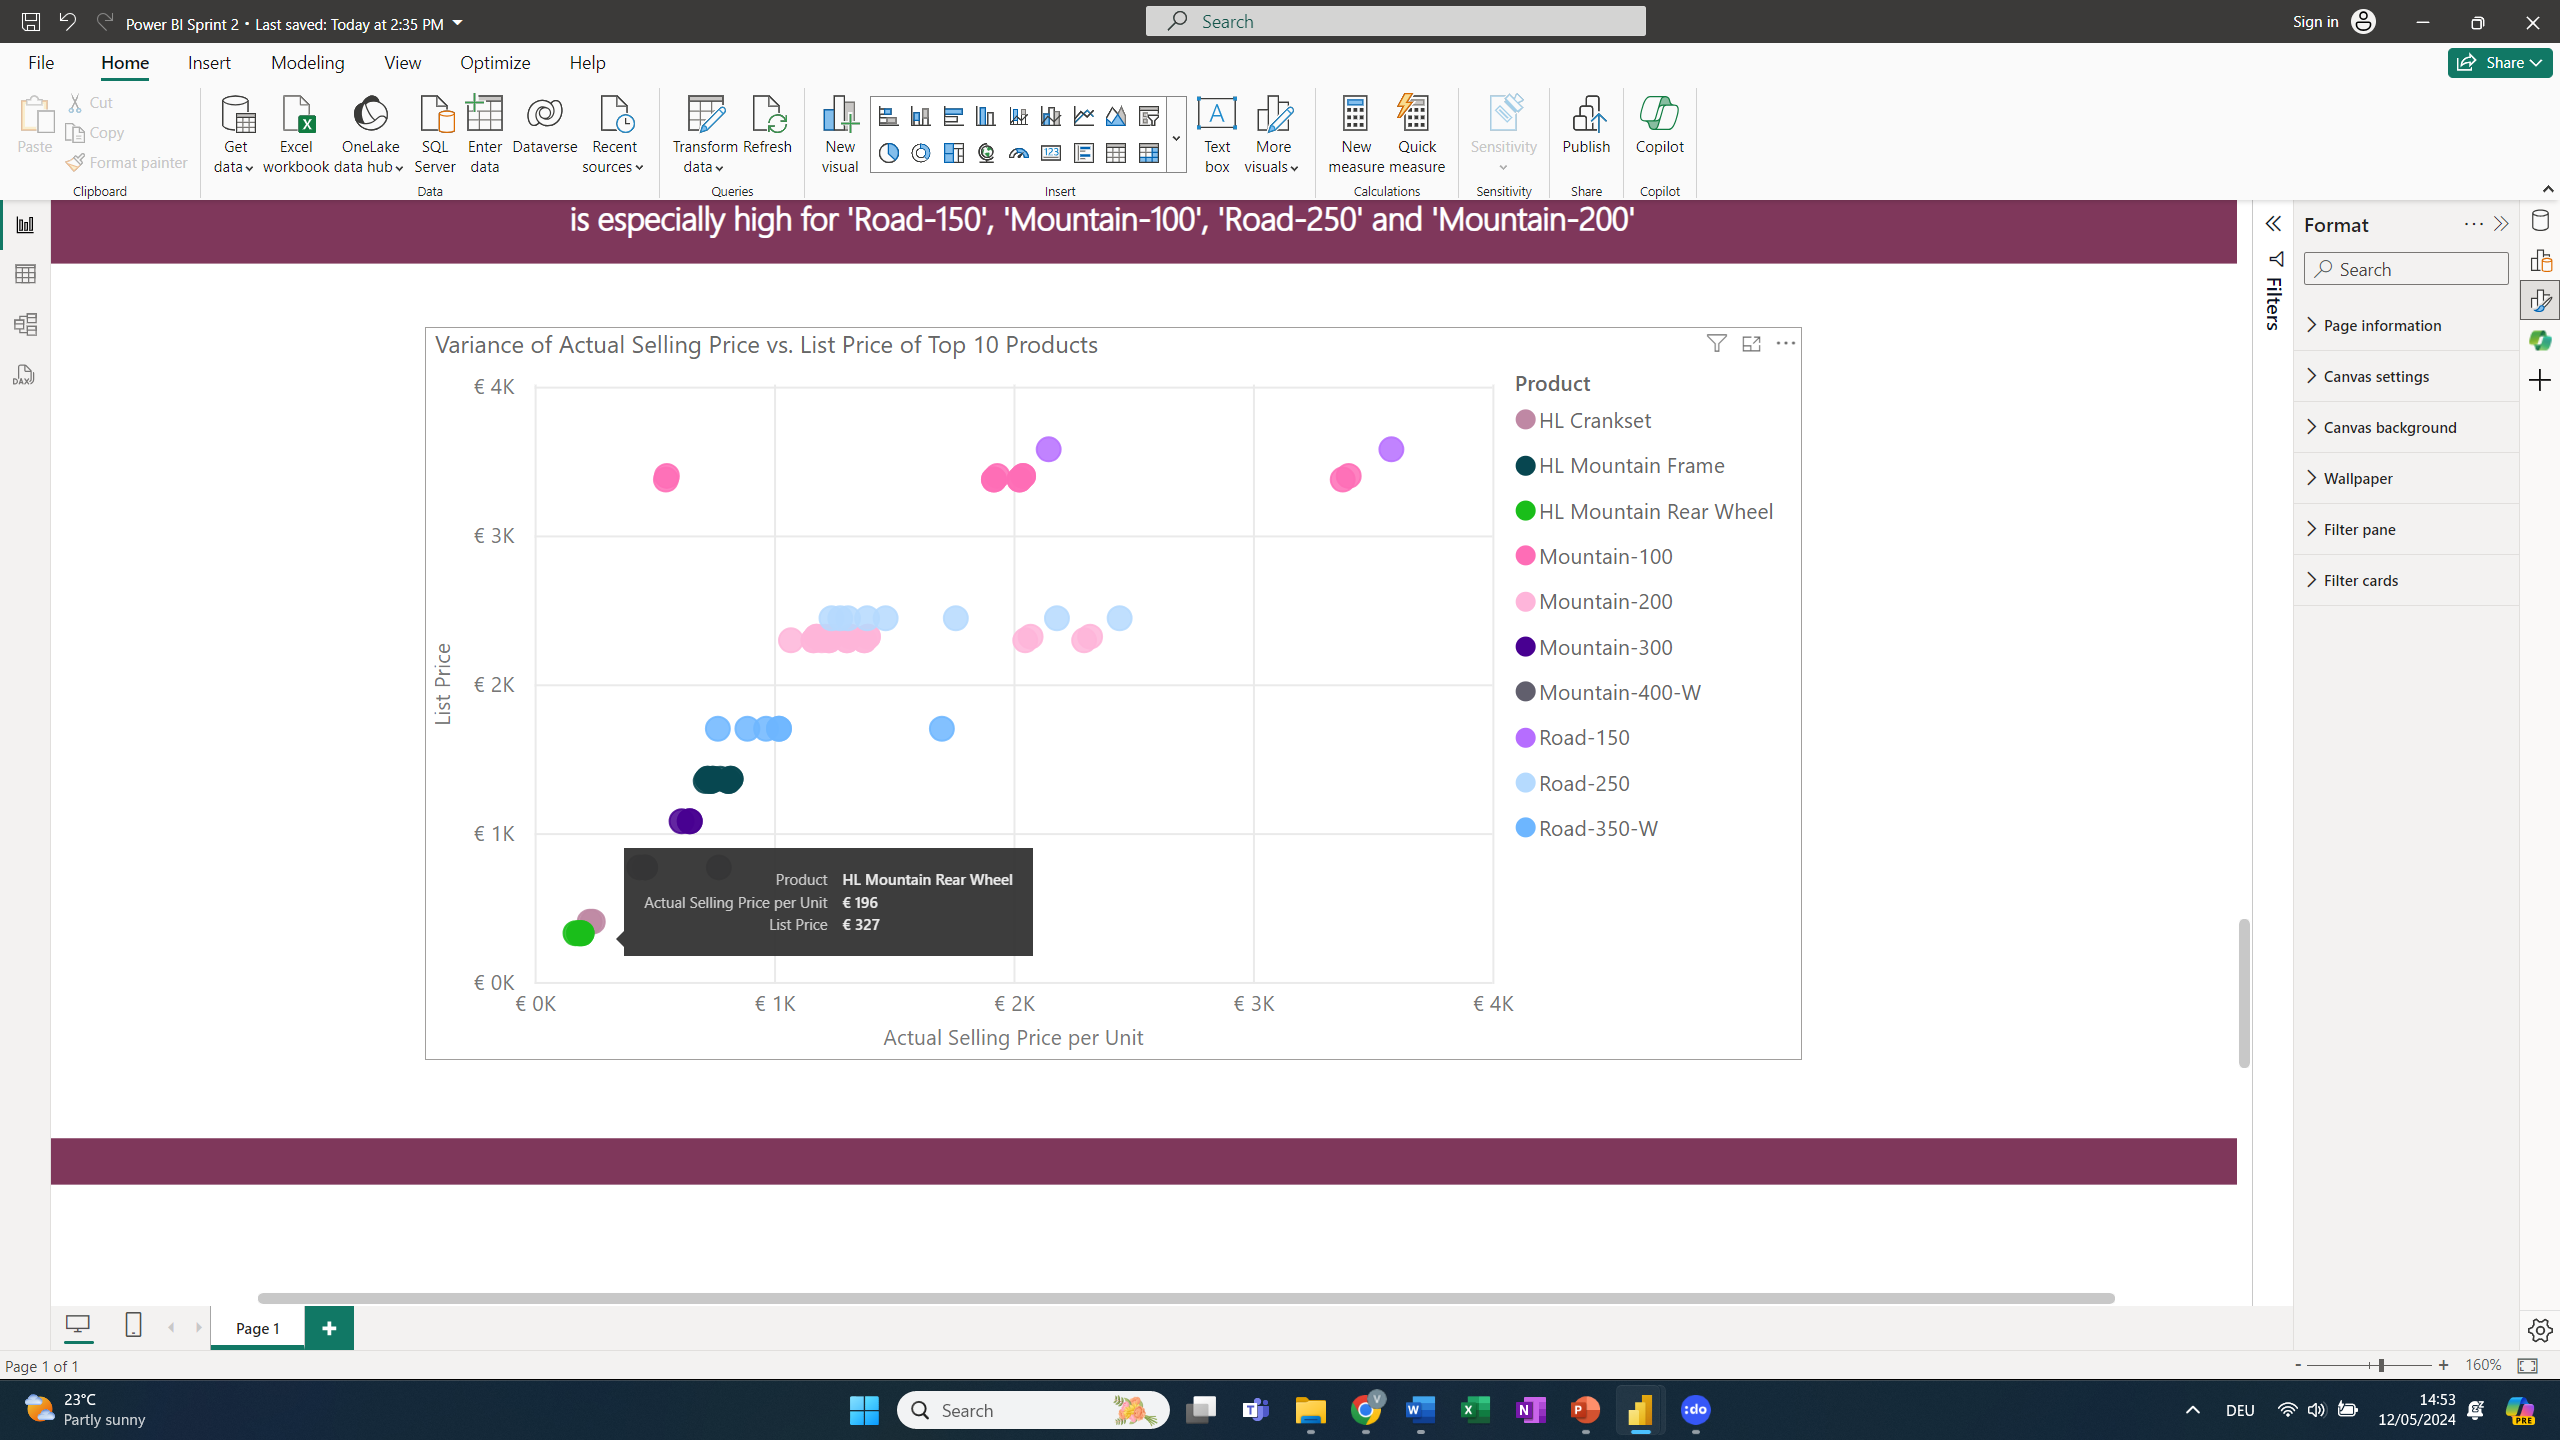 Power BI Sprint 2 • Last saved: Today at 2:35 PM
Search
Sign in
File Home Insert Modeling View Optimize Help
Share
Paste
Cut
Copy
Format painter
Clipboard
Get data
Excel workbook
OneLake data hub
SQL Server
Enter data
Dataverse
Recent sources
Data
Transform data
Refresh
Queries
New visual
123
A
Text box
More visuals
Insert
New measure
Quick measure
Calculations
Sensitivity
Sensitivity
Publish
Share
Copilot
Copilot
DAX
is especially high for 'Road-150', 'Mountain-100', 'Road-250' and 'Mountain-200'
Variance of Actual Selling Price vs. List Price of Top 10 Products
€ 4K
€ 3K
€ 2K
€ 1K
€ 0K
List Price
€ 0K € 1K € 2K € 3K € 4K
Actual Selling Price per Unit
Product HL Mountain Rear Wheel
Actual Selling Price per Unit € 196
List Price € 327
Product
HL Crankset
HL Mountain Frame
HL Mountain Rear Wheel
Mountain-100
Mountain-200
Mountain-300
Mountain-400-W
Road-150
Road-250
Road-350-W
Filters
Format
Search
Page information
Canvas settings
Canvas background
Wallpaper
Filter pane
Filter cards
Page 1
Page 1 of 1
- + 160%
23°C
Partly sunny
Search
T
V
W
X
N
P
:do
DEU
14:53
12/05/2024
PRE